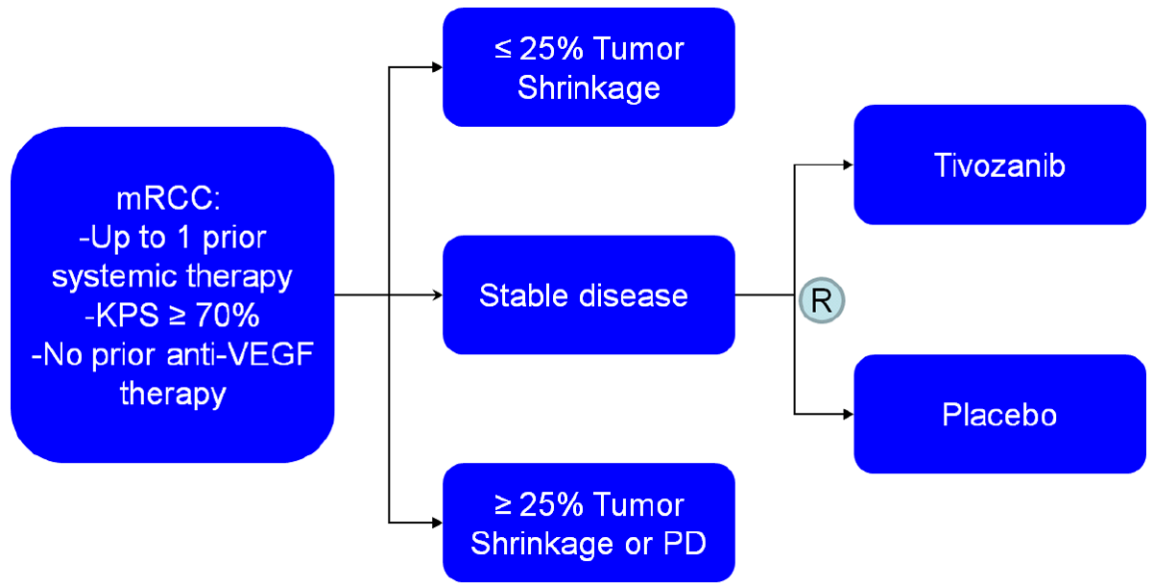 mRCC:
-Up to 1 prior
systemic therapy
-KPS ≥ 70%
-No prior anti-VEGF
therapy
≤ 25% Tumor
Shrinkage
Stable disease
≥ 25% Tumor
Shrinkage or PD
R
Tivozanib
Placebo